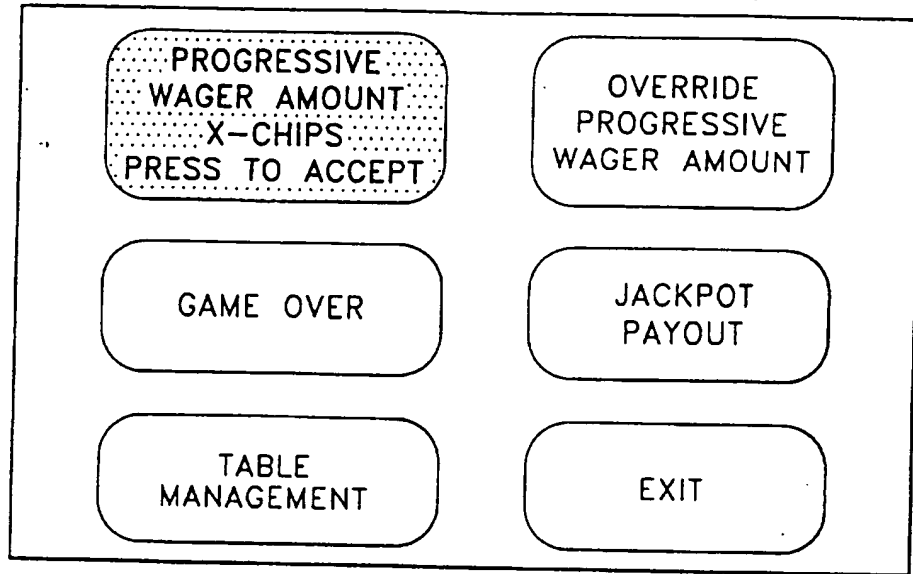 PROGRESSIVE
WAGER AMOUNT
X-CHIPS
PRESS TO ACCEPT
OVERRIDE
PROGRESSIVE
WAGER AMOUNT
GAME OVER
JACKPOT
PAYOUT
TABLE
MANAGEMENT
EXIT